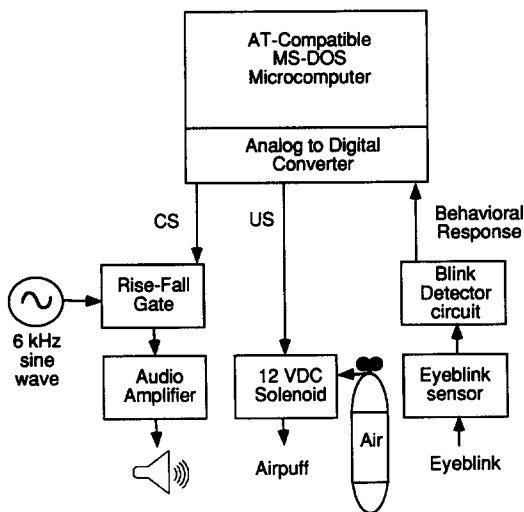 AT-Compatible
MS-DOS
Microcomputer
Analog to Digital
Converter
CS
US
Behavioral
Response
Rise-Fall
Gate
6 kHz
sine
wave
Blink
Detector
circuit
Audio
Amplifier
12 VDC
Solenoid
Air
Eyeblink
sensor
Airpuff
Eyeblink